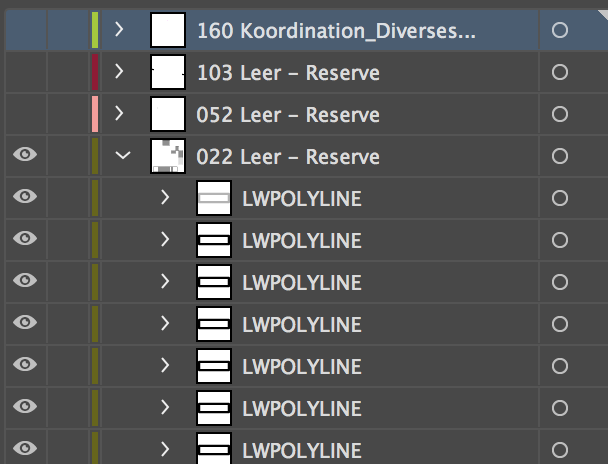 160 Koordination_Diverses...
103 Leer – Reserve
052 Leer – Reserve
022 Leer – Reserve
LWPOLYLINE
LWPOLYLINE
LWPOLYLINE
LWPOLYLINE
LWPOLYLINE
LWPOLYLINE
LWPOLYLINE